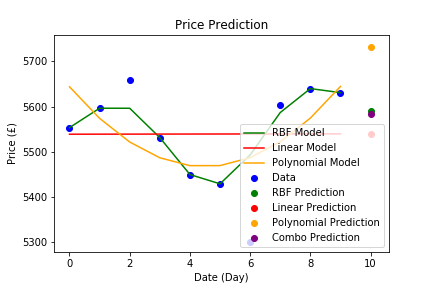 Price Prediction
Price (£)
5700
5600
5500
5400
5300
0
2
4
6
8
10
Date (Day)
RBF Model
Linear Model
Polynomial Model
Data
RBF Prediction
Linear Prediction
Polynomial Prediction
Combo Prediction